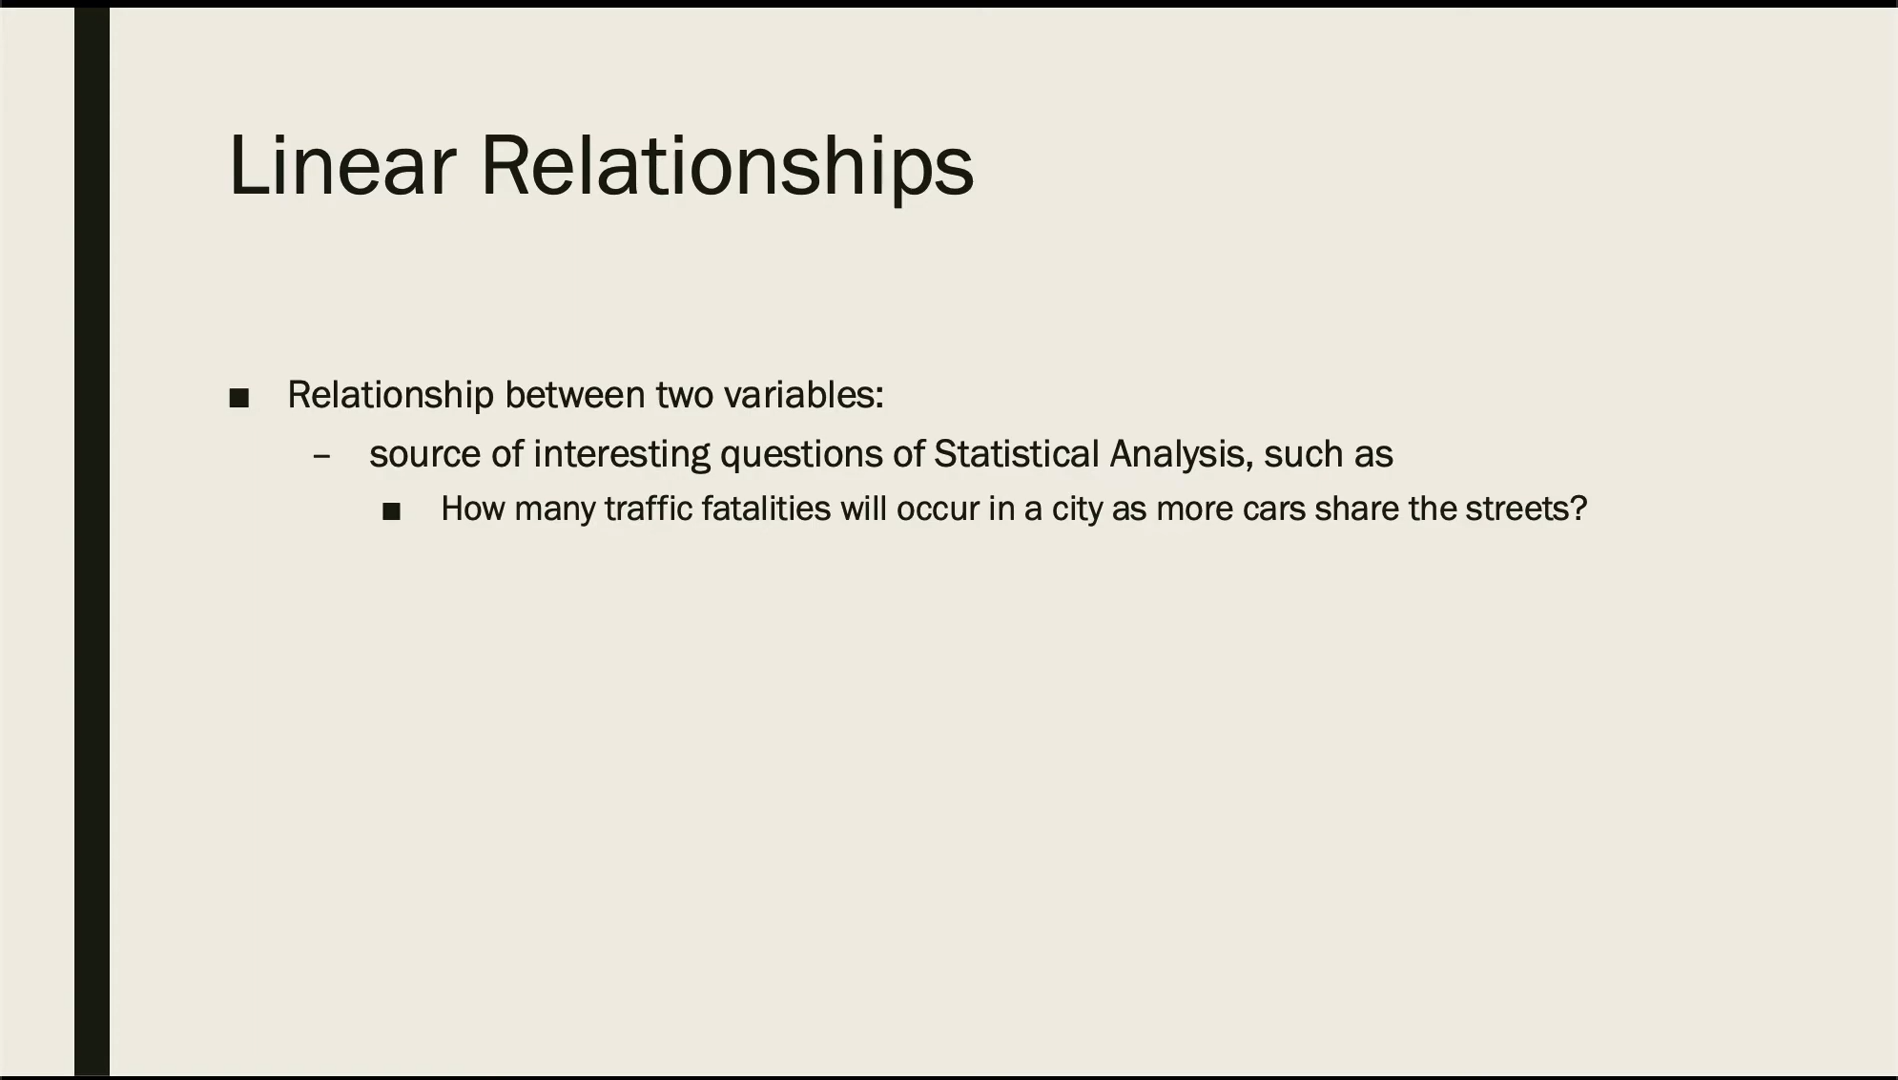 Linear Relationships
■ Relationship between two variables:
– source of interesting questions of Statistical Analysis, such as
■ How many traffic fatalities will occur in a city as more cars share the streets?